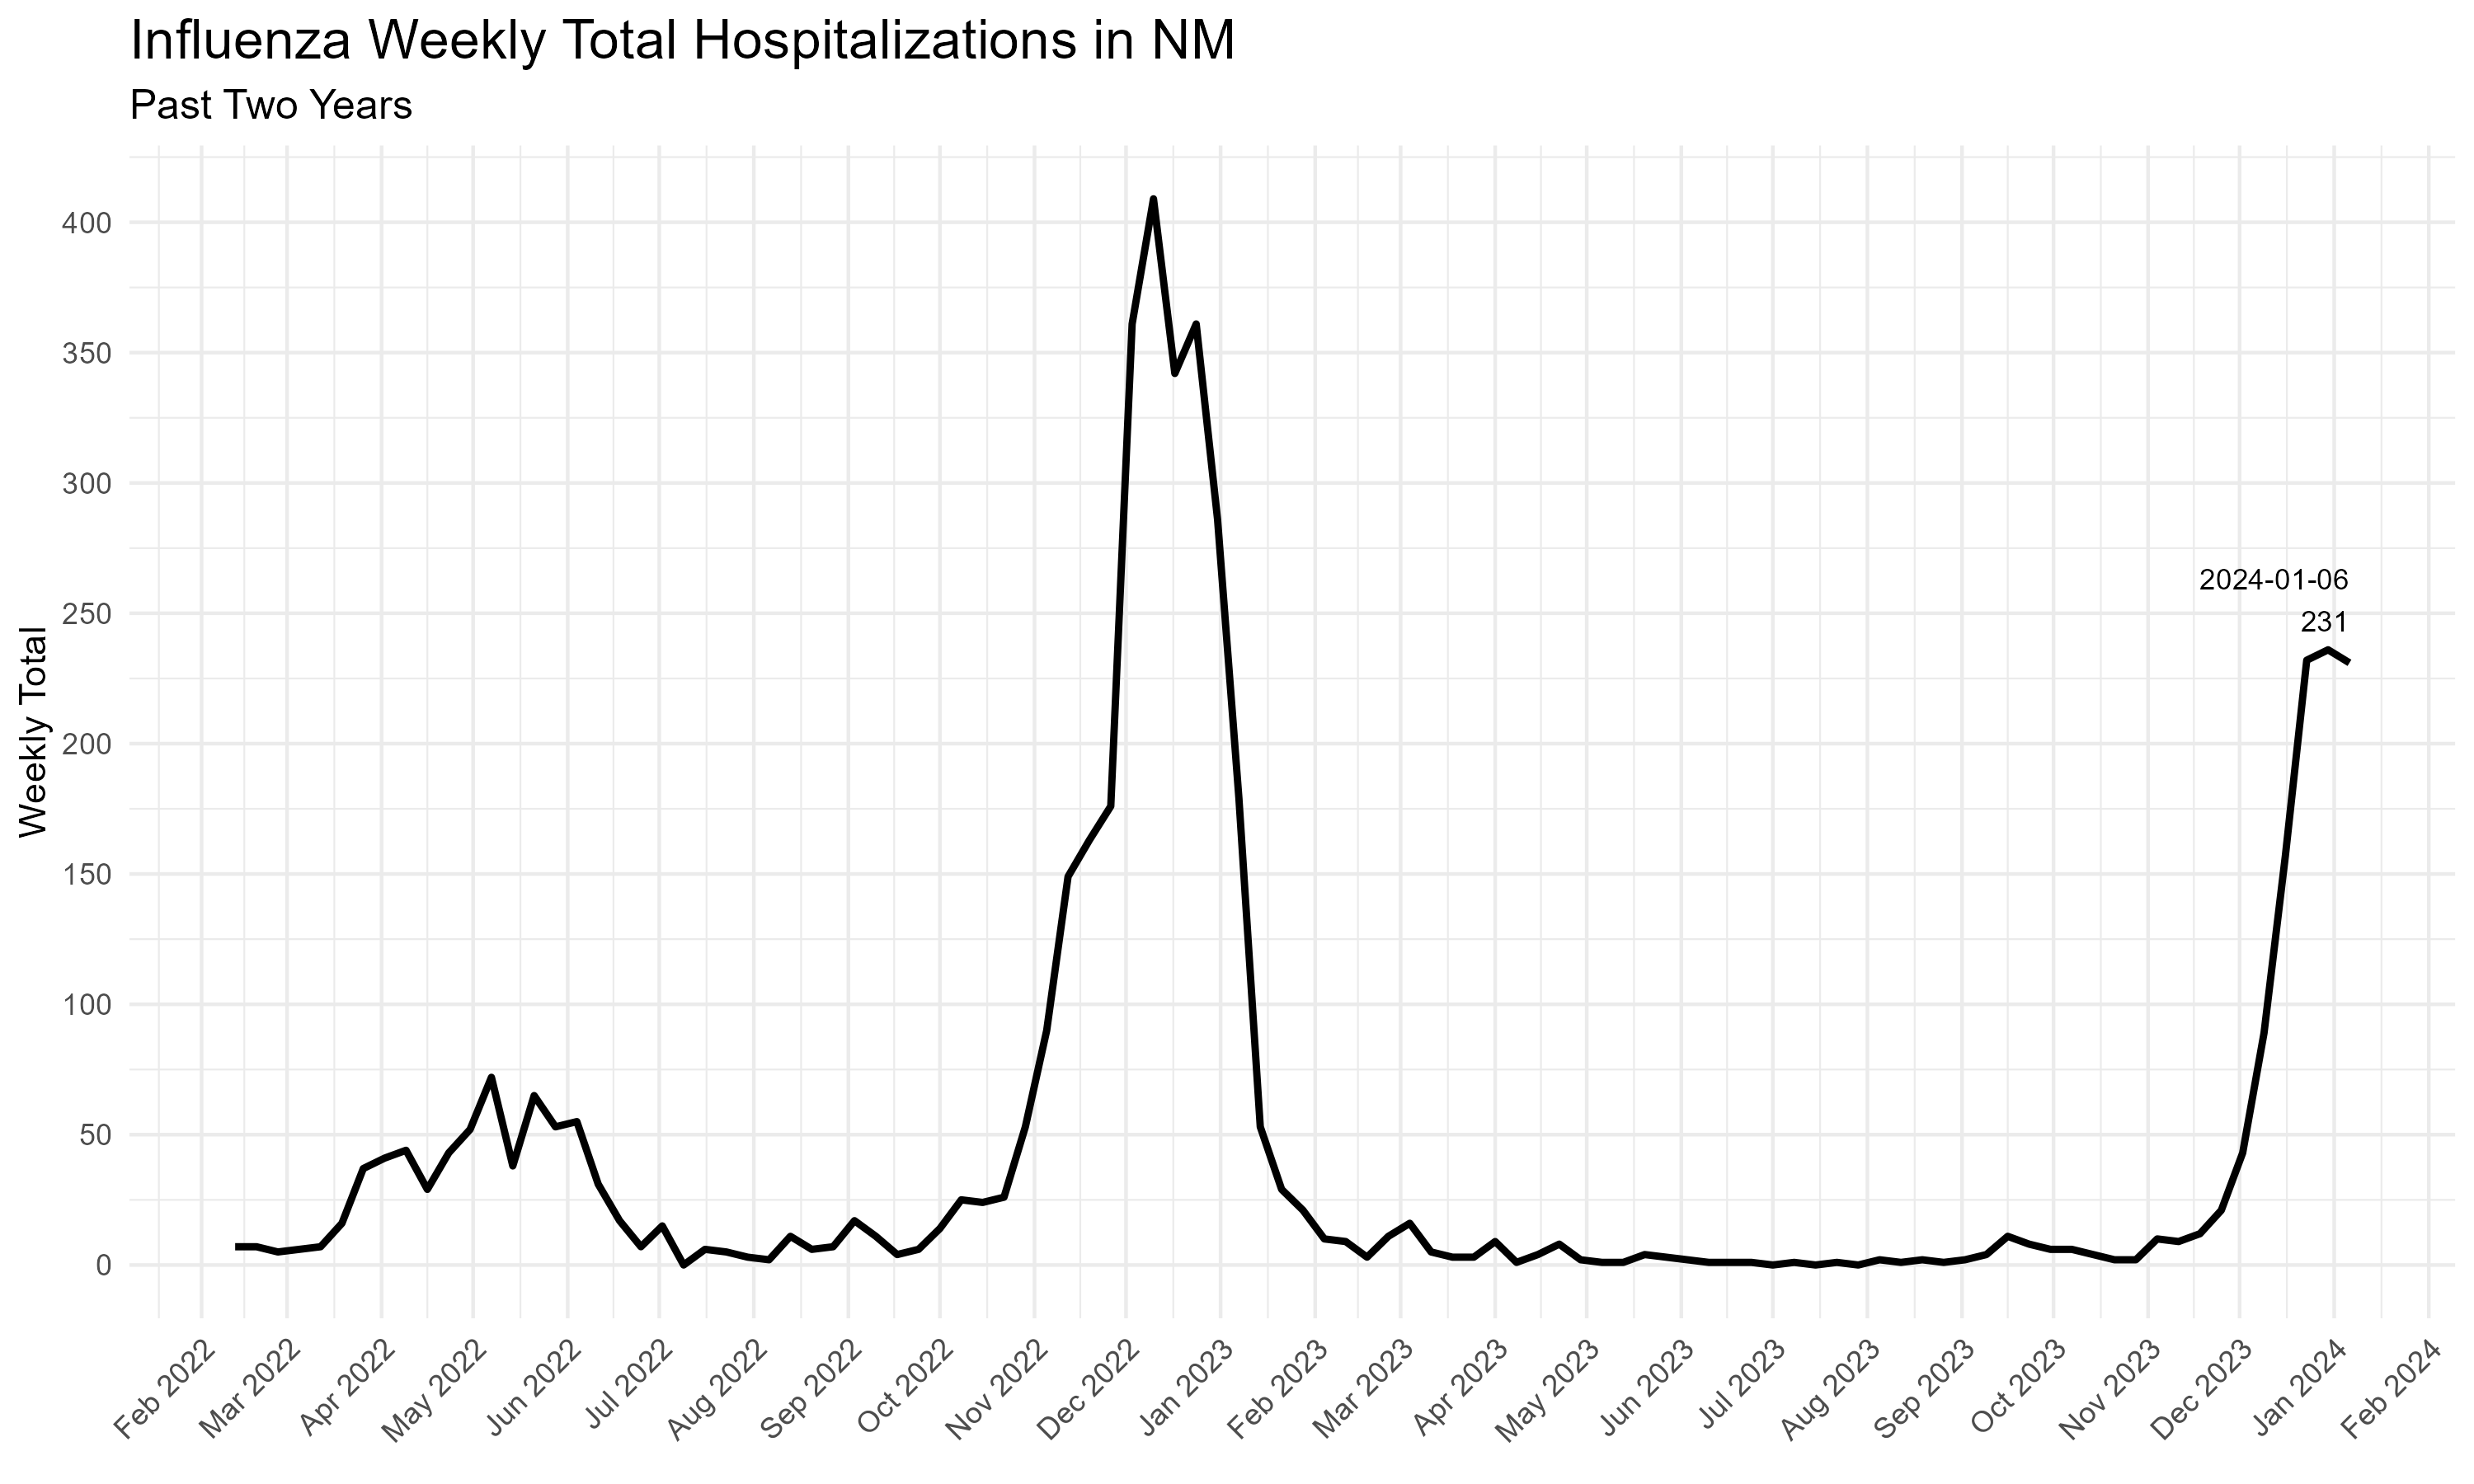 Influenza Weekly Total Hospitalizations in NM
Past Two Years
Weekly Total
400
350
300
250
200
150
100
50
0
2024-01-06
231
Feb 2022
Mar 2022
Apr 2022
May 2022
Jun 2022
Jul 2022
Aug 2022
Sep 2022
Oct 2022
Nov 2022
Dec 2022
Jan 2023
Feb 2023
Mar 2023
Apr 2023
May 2023
Jun 2023
Jul 2023
Aug 2023
Sep 2023
Oct 2023
Nov 2023
Dec 2023
Jan 2024
Feb 2024